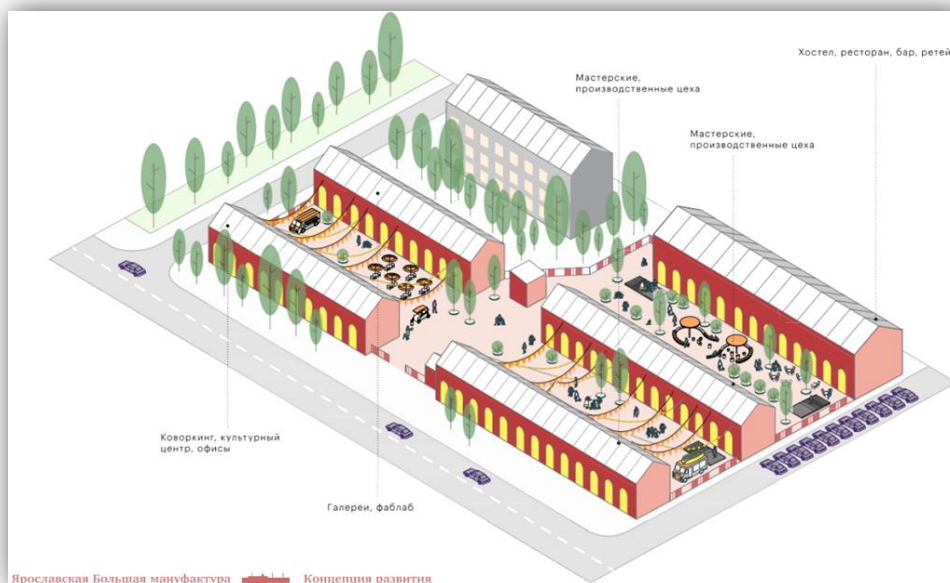 Хостел, ресторан, бар, ретей
Мастерские,
производственные цеха
Мастерские,
производственные цеха
Коворкинг, культурный
центр, офисы
Галереи, фаблаб
Ярославская Большая мануфактура Концепция развития